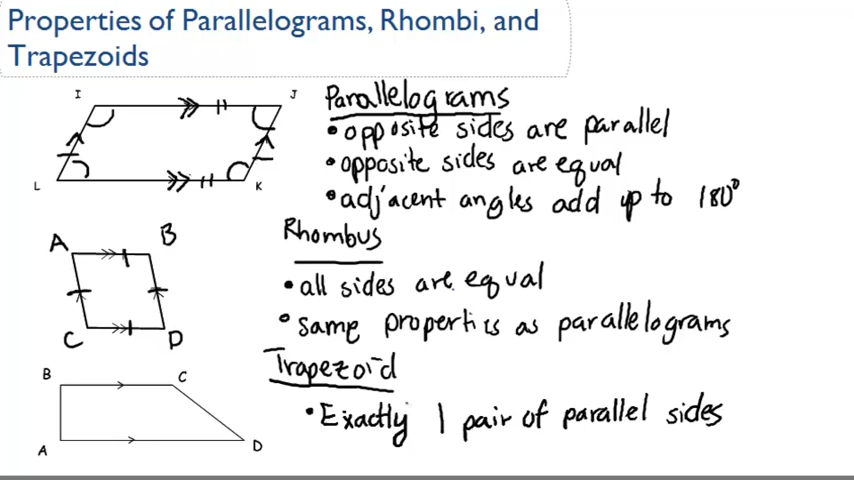 Properties of Parallelograms, Rhombi, and
Trapezoids
I
J
L
K
Parallelograms
• opposite sides are parallel
• opposite sides are equal
• adjacent angles add up to 180°
A
B
C
D
Rhombus
• all sides are equal
• same properties as parallelograms
Trapezoid
B
C
A
D
• Exactly 1 pair of parallel sides